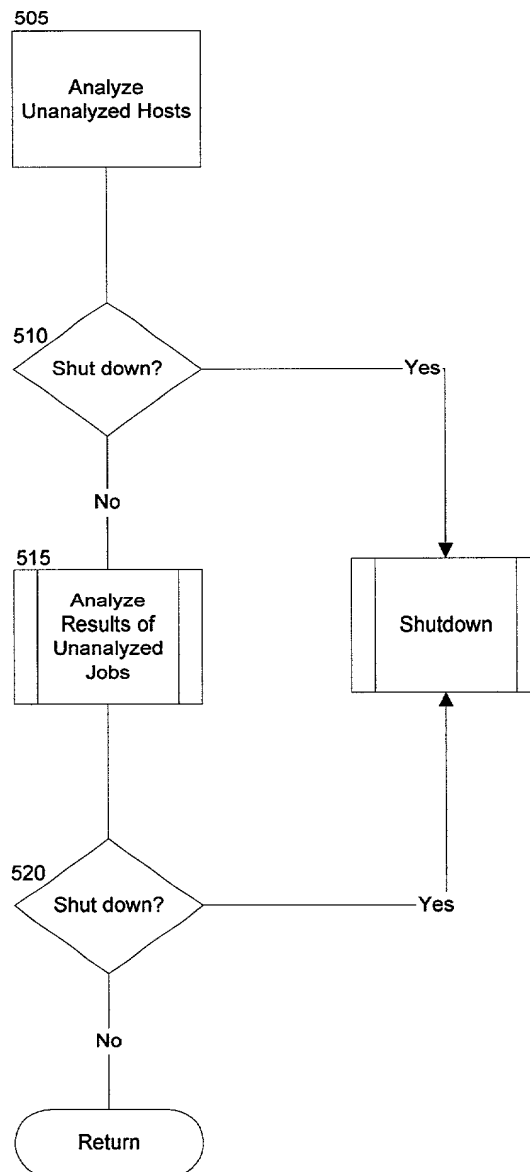 505
Analyze
Unanalyzed Hosts
510
Shut down?
Yes
No
515
Analyze
Results of
Unanalyzed
Jobs
Shutdown
520
Shut down?
Yes
No
Return